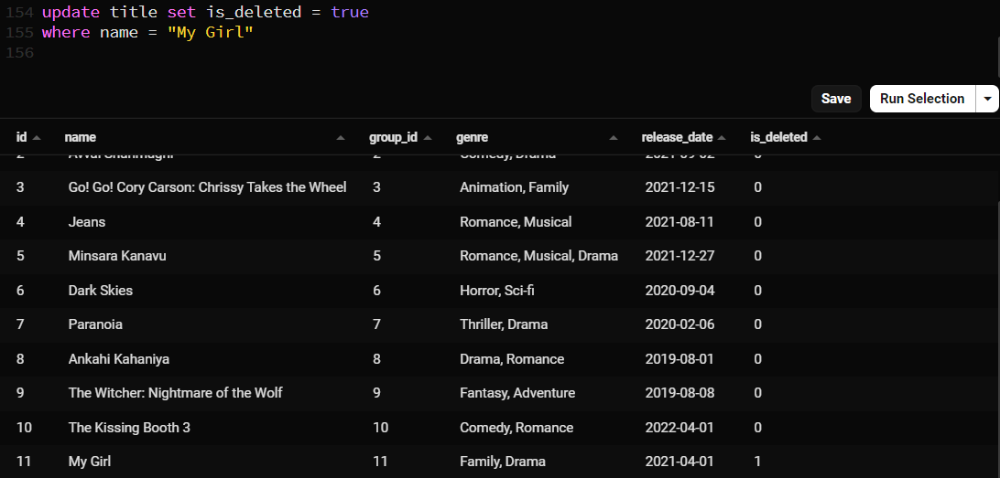 154 update title set is_deleted = true
155 where name = "My Girl"
156
Save Run Selection
id name group_id genre release_date is_deleted
2 Avvai Shanmaghi 2 Comedy, Drama 2021-09-02 0
3 Go! Go! Cory Carson: Chrissy Takes the Wheel 3 Animation, Family 2021-12-15 0
4 Jeans 4 Romance, Musical 2021-08-11 0
5 Minsara Kanavu 5 Romance, Musical, Drama 2021-12-27 0
6 Dark Skies 6 Horror, Sci-fi 2020-09-04 0
7 Paranoia 7 Thriller, Drama 2020-02-06 0
8 Ankahi Kahaniya 8 Drama, Romance 2019-08-01 0
9 The Witcher: Nightmare of the Wolf 9 Fantasy, Adventure 2019-08-08 0
10 The Kissing Booth 3 10 Comedy, Romance 2022-04-01 0
11 My Girl 11 Family, Drama 2021-04-01 1